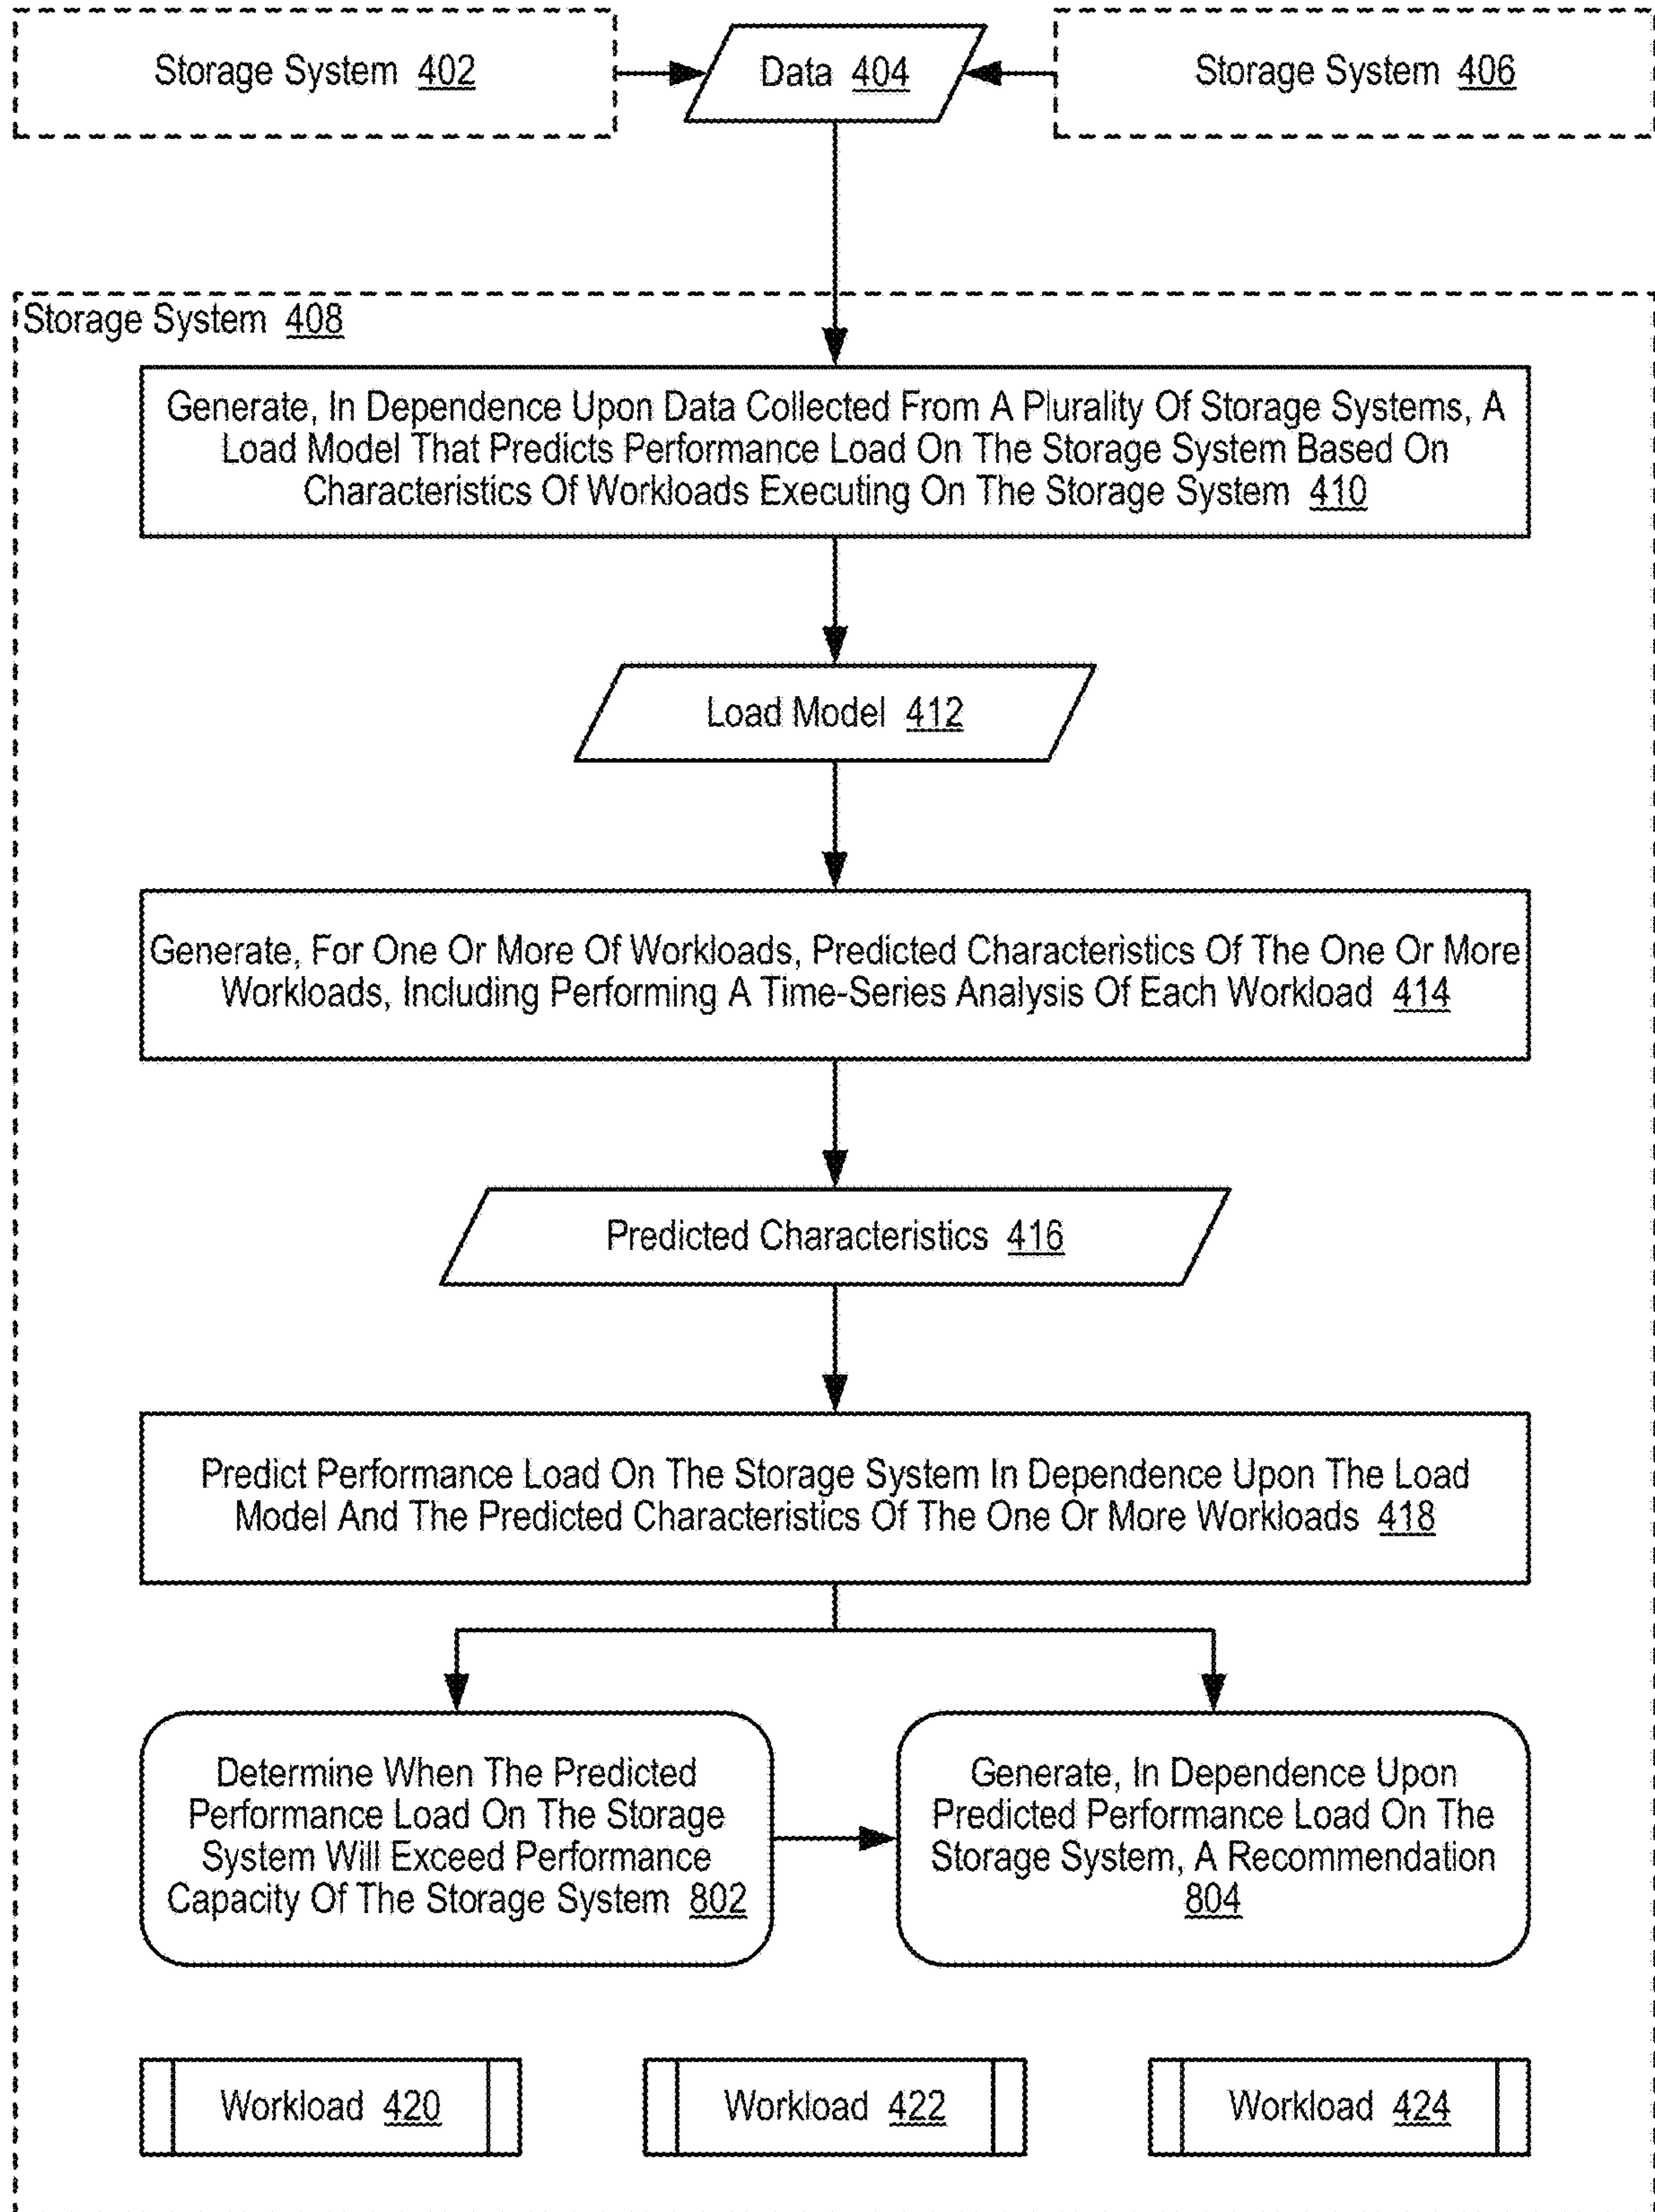 Storage System 402
Data 404
Storage System 406
Storage System 408
Generate, In Dependence Upon Data Collected From A Plurality Of Storage Systems, A
Load Model That Predicts Performance Load On The Storage System Based On
Characteristics Of Workloads Executing On The Storage System 410
Load Model 412
Generate, For One Or More Of Workloads, Predicted Characteristics Of The One Or More
Workloads, Including Performing A Time-Series Analysis Of Each Workload 414
Predicted Characteristics 416
Predict Performance Load On The Storage System In Dependence Upon The Load
Model And The Predicted Characteristics Of The One Or More Workloads 418
Determine When The Predicted
Performance Load On The Storage
System Will Exceed Performance
Capacity Of The Storage System 802
Generate, In Dependence Upon
Predicted Performance Load On The
Storage System, A Recommendation
804
Workload 420
Workload 422
Workload 424